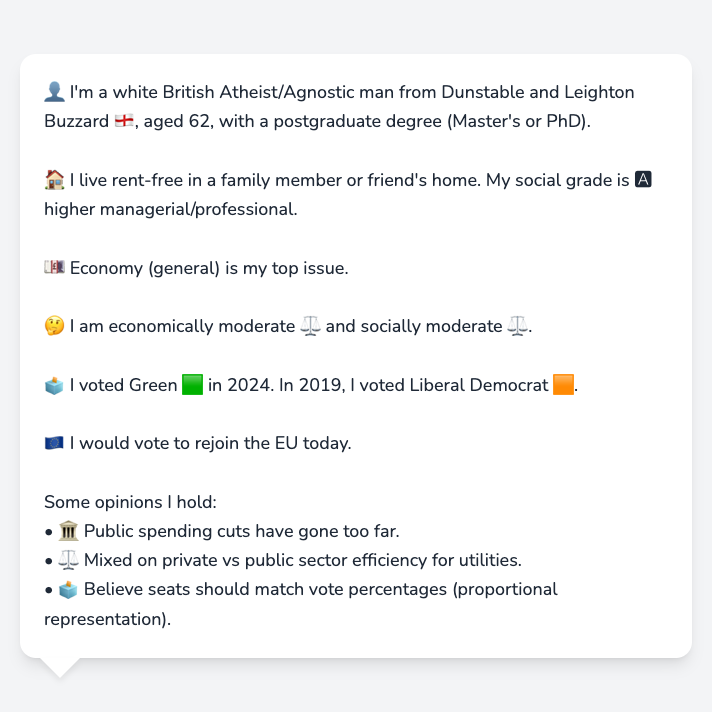 👤 I'm a white British Atheist/Agnostic man from Dunstable and Leighton
Buzzard 🏴󠁧󠁢󠁥󠁮󠁧󠁿, aged 62, with a postgraduate degree (Master's or PhD).
🏠 I live rent-free in a family member or friend's home. My social grade is 🅰
higher managerial/professional.
💷 Economy (general) is my top issue.
🤔 I am economically moderate ⚖️ and socially moderate ⚖️.
🗳️ I voted Green 🟩 in 2024. In 2019, I voted Liberal Democrat 🟧.
🇪🇺 I would vote to rejoin the EU today.
Some opinions I hold:
• 🏛️ Public spending cuts have gone too far.
• ⚖️ Mixed on private vs public sector efficiency for utilities.
• 🗳️ Believe seats should match vote percentages (proportional
representation).